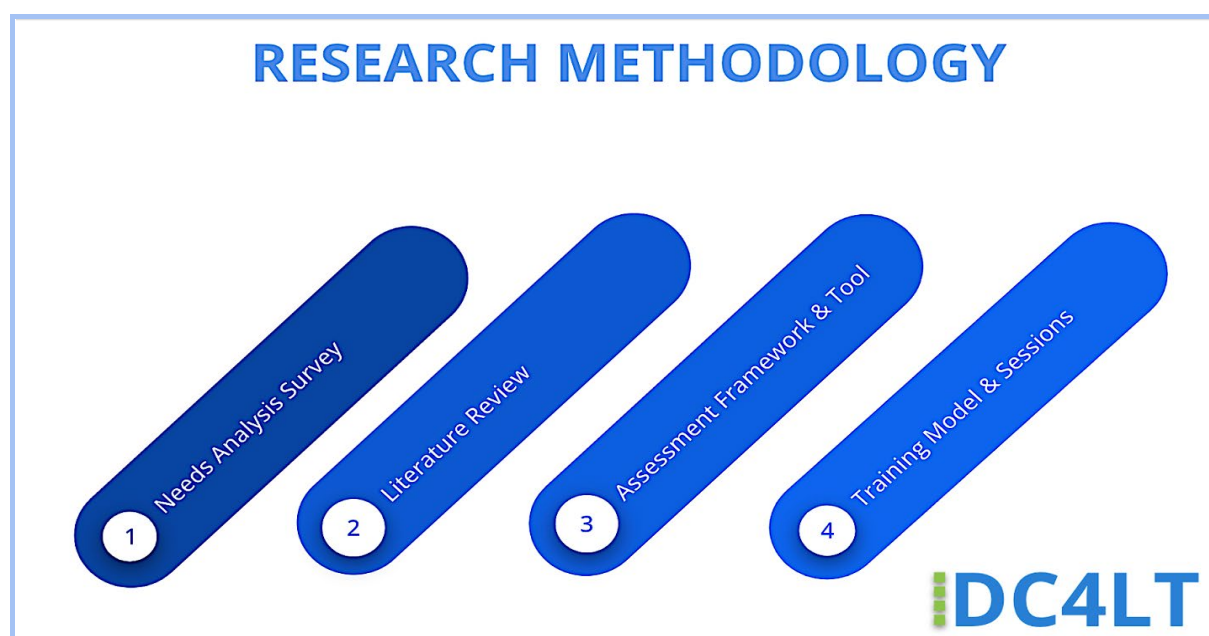 RESEARCH METHODOLOGY
1
Needs Analysis Survey
2
Literature Review
3
Assessment Framework & Tool
4
Training Model & Sessions
DC4LT